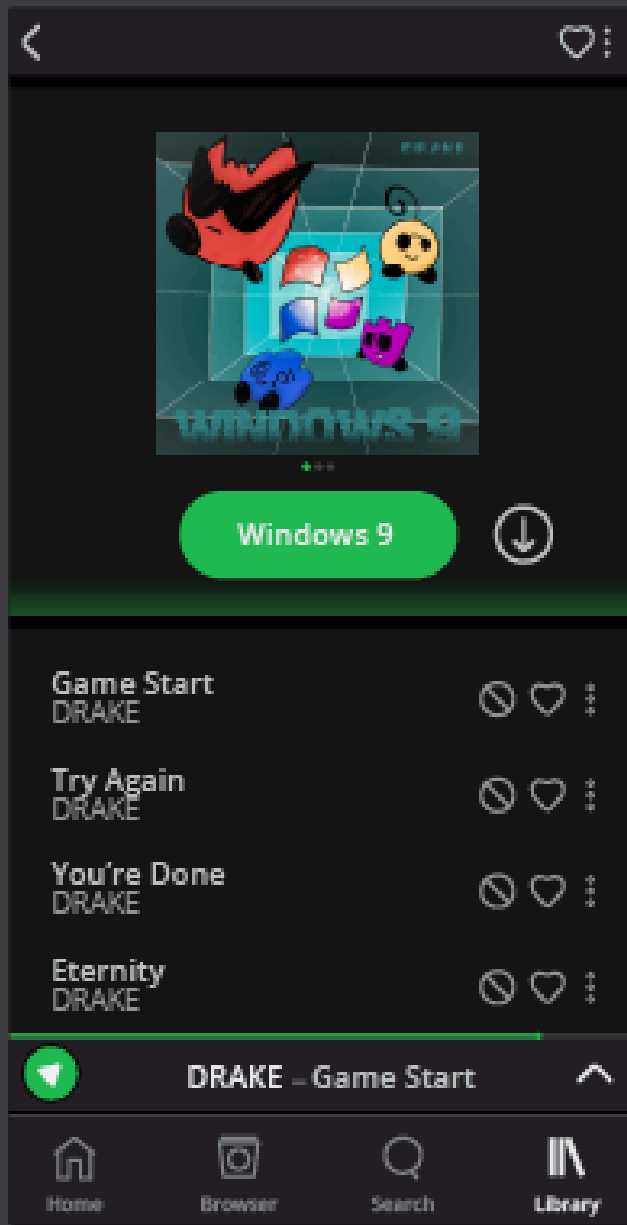 DRAKE
WINDOWS 9
Windows 9
Game Start
DRAKE
Try Again
DRAKE
You're Done
DRAKE
Eternity
DRAKE
DRAKE – Game Start
Home
Browser
Search
Library